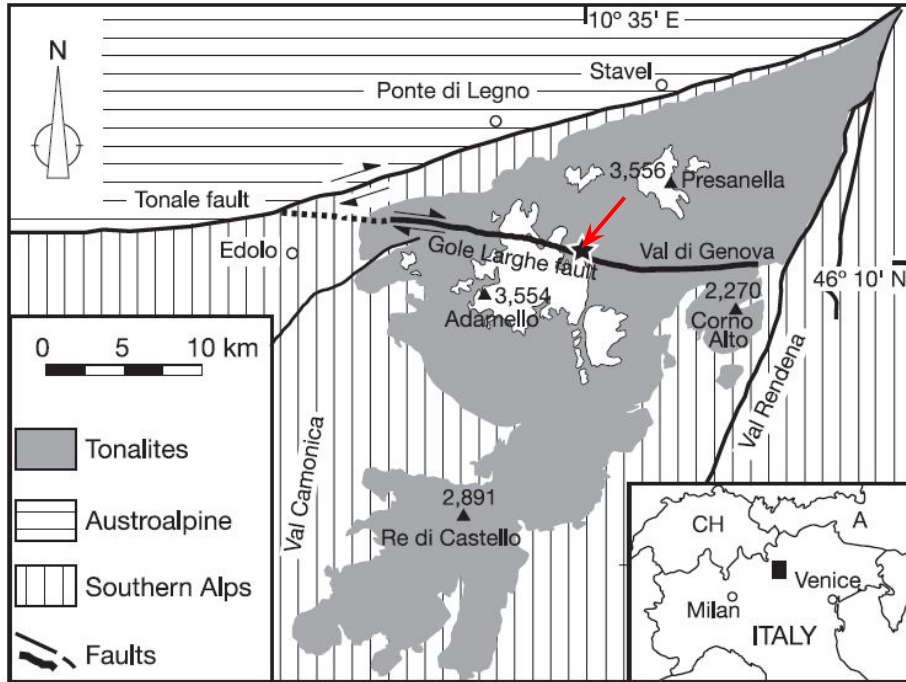 10° 35' E
N
Stavel
Ponte di Legno
3,556
Presanella
Tonale fault
Edolo
Gole Larghe fault
Val di Genova
46° 10' N
3,554
Adamello
2,270
Corno
Alto
0 5 10 km
Val Camonica
Val Rendena
Tonalites
Austroalpine
Southern Alps
Faults
2,891
Re di Castello
CH
A
Venice
Milan
ITALY